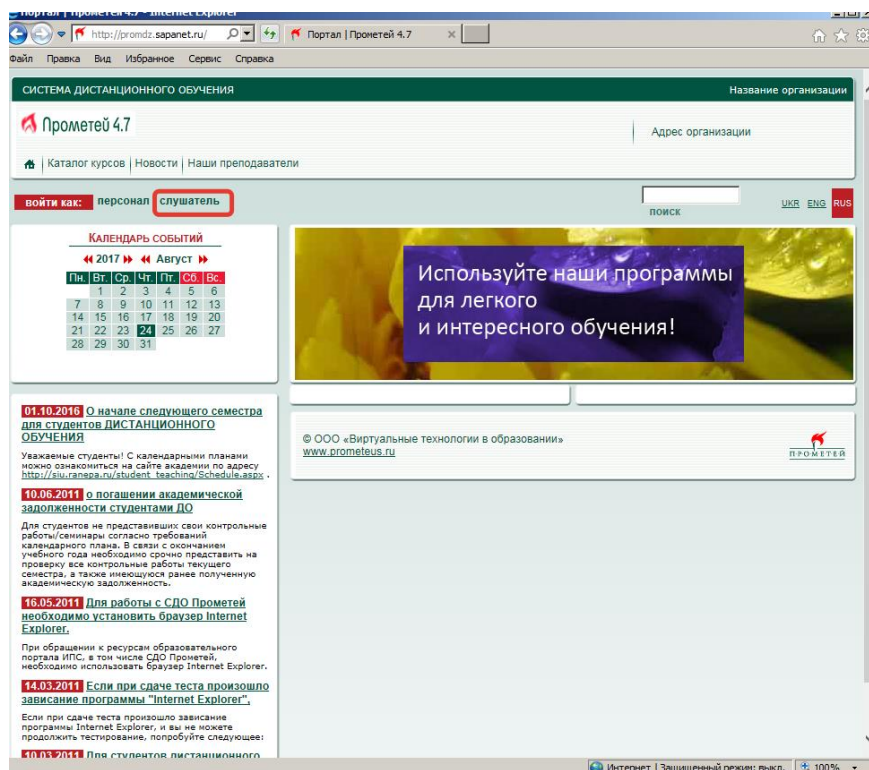 Портал | Прометей 4.7 - Internet Explorer
http://promdz.sapanet.ru/
Портал | Прометей 4.7
Файл Правка Вид Избранное Сервис Справка
СИСТЕМА ДИСТАНЦИОННОГО ОБУЧЕНИЯ
Название организации
Прометей 4.7
Адрес организации
Каталог курсов | Новости | Наши преподаватели
войти как: персонал слушатель
поиск
UKR ENG RUS
Календарь событий
2017 Август
Пн. Вт. Ср. Чт. Пт. Сб. Вс.
1 2 3 4 5 6
7 8 9 10 11 12 13
14 15 16 17 18 19 20
21 22 23 24 25 26 27
28 29 30 31
Используйте наши программы
для легкого
и интересного обучения!
01.10.2016 О начале следующего семестра
для студентов ДИСТАНЦИОННОГО
ОБУЧЕНИЯ
Уважаемые студенты! С календарными планами
можно ознакомиться на сайте академии по адресу
http://siu.ranepa.ru/student_teaching/Schedule.aspx .
10.06.2011 о погашении академической
задолженности студентами ДО
Для студентов не представивших свои контрольные
работы/семинары согласно требований
календарного плана. В связи с окончанием
учебного года необходимо срочно представить на
проверку все контрольные работы текущего
семестра, а также имеющуюся ранее полученную
академическую задолженность.
16.05.2011 Для работы с СДО Прометей
необходимо установить браузер Internet
Explorer.
При обращении к ресурсам образовательного
портала ИПС, в том числе СДО Прометей,
необходимо использовать браузер Internet Explorer.
14.03.2011 Если при сдаче теста произошло
зависание программы "Internet Explorer",
Если при сдаче теста произошло зависание
программы Internet Explorer, и вы не можете
продолжить тестирование, попробуйте следующее:
10.03.2011 Для студентов дистанционного
© ООО «Виртуальные технологии в образовании»
www.prometeus.ru
ПРОМЕТЕЙ
Интернет | Защищенный режим: выкл.
100%